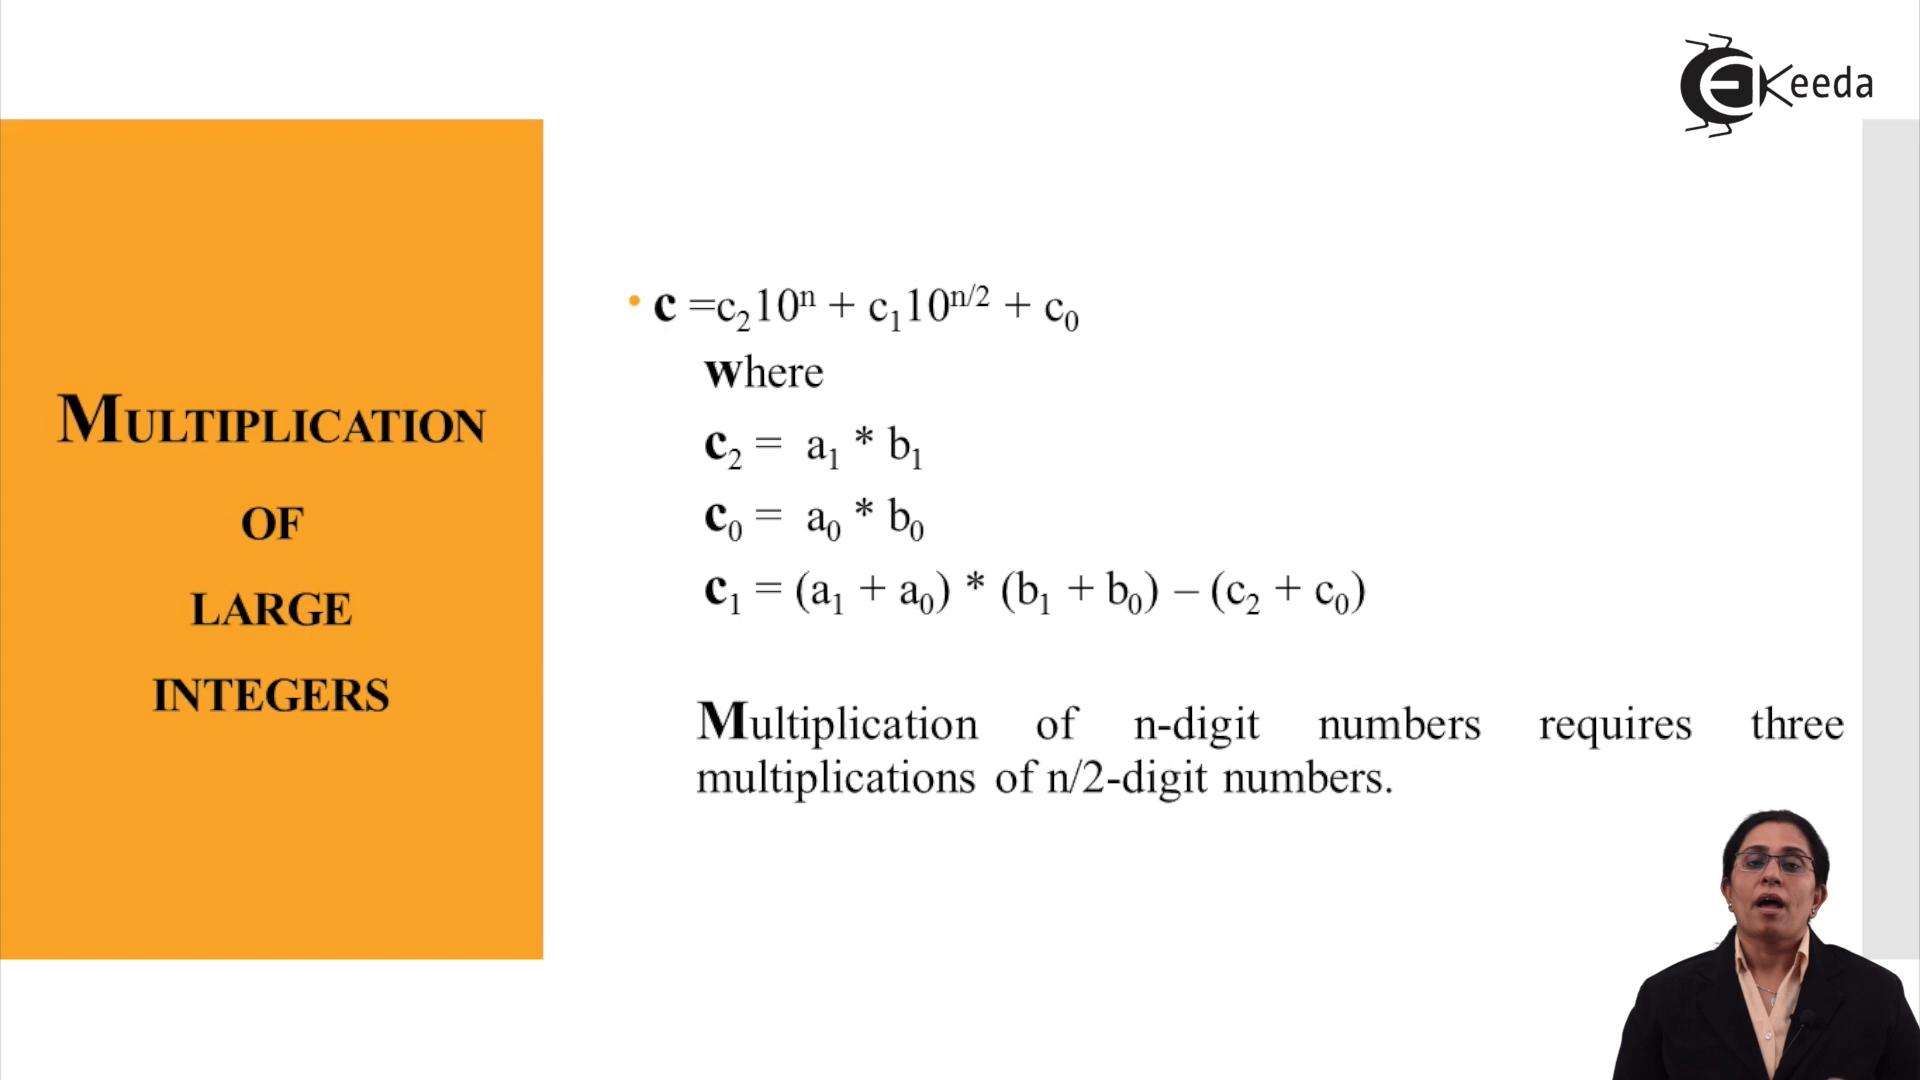 EKeeda
MULTIPLICATION
OF
LARGE
INTEGERS
• c =c₂10ⁿ + c₁10ⁿ/² + c₀
where
c₂ = a₁ * b₁
c₀ = a₀ * b₀
c₁ = (a₁ + a₀) * (b₁ + b₀) – (c₂ + c₀)
Multiplication of n-digit numbers requires three
multiplications of n/2-digit numbers.